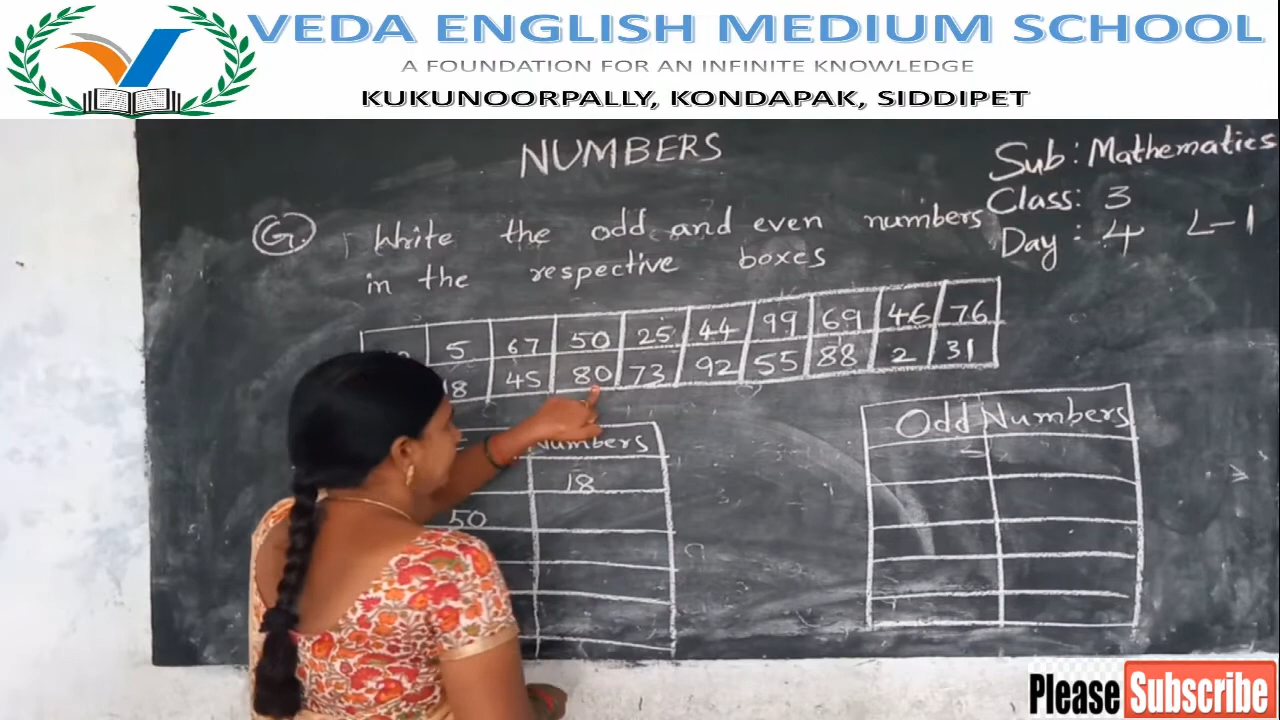 VEDA ENGLISH MEDIUM SCHOOL
A FOUNDATION FOR AN INFINITE KNOWLEDGE
KUKUNOORPALLY, KONDAPAK, SIDDIPET
NUMBERS
Sub: Mathematics
Class: 3
Day: 4 L-1
G. Write the odd and even numbers
in the respective boxes
5 67 50 25 44 99 69 46 76
18 45 80 73 92 55 88 2 31
Numbers
18
50
Odd Numbers
5
Please Subscribe